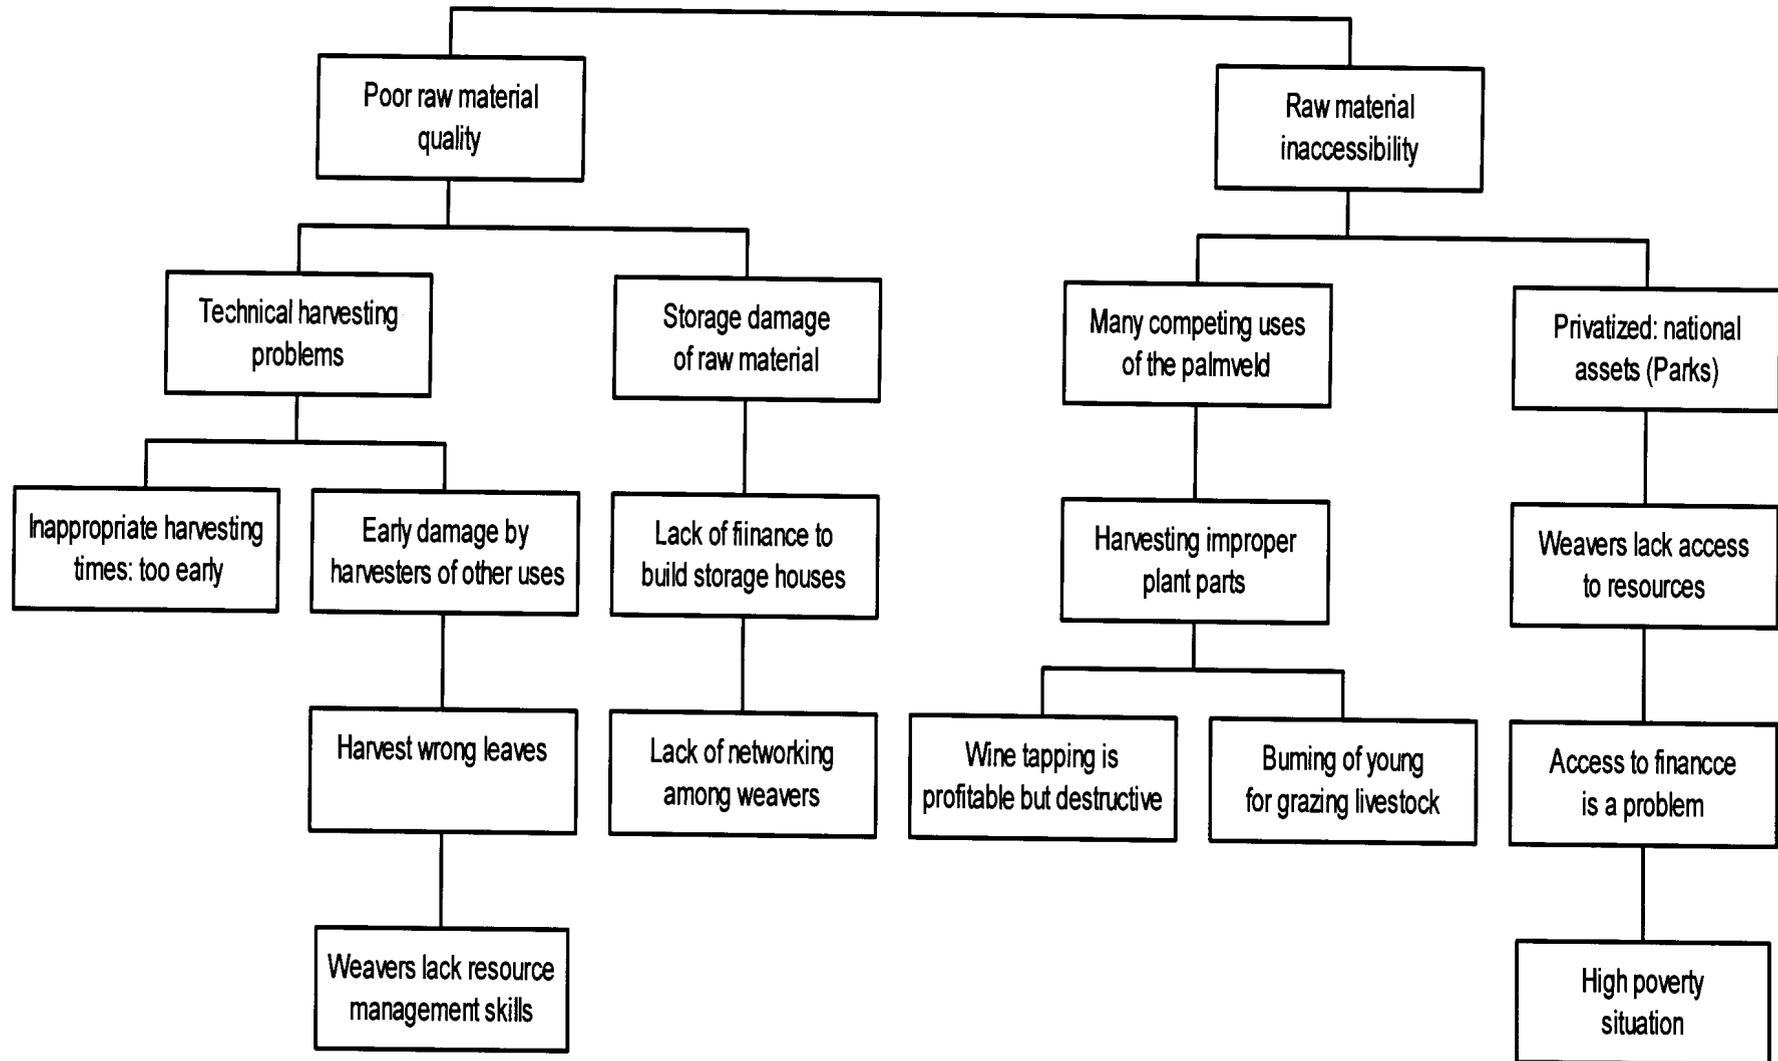 Poor raw material
quality
Raw material
inaccessibility
Technical harvesting
problems
Storage damage
of raw material
Many competing uses
of the palmveld
Privatized: national
assets (Parks)
Inappropriate harvesting
times: too early
Early damage by
harvesters of other uses
Lack of fiinance to
build storage houses
Harvesting improper
plant parts
Weavers lack access
to resources
Harvest wrong leaves
Lack of networking
among weavers
Wine tapping is
profitable but destructive
Burning of young
for grazing livestock
Access to financce
is a problem
Weavers lack resource
management skills
High poverty
situation